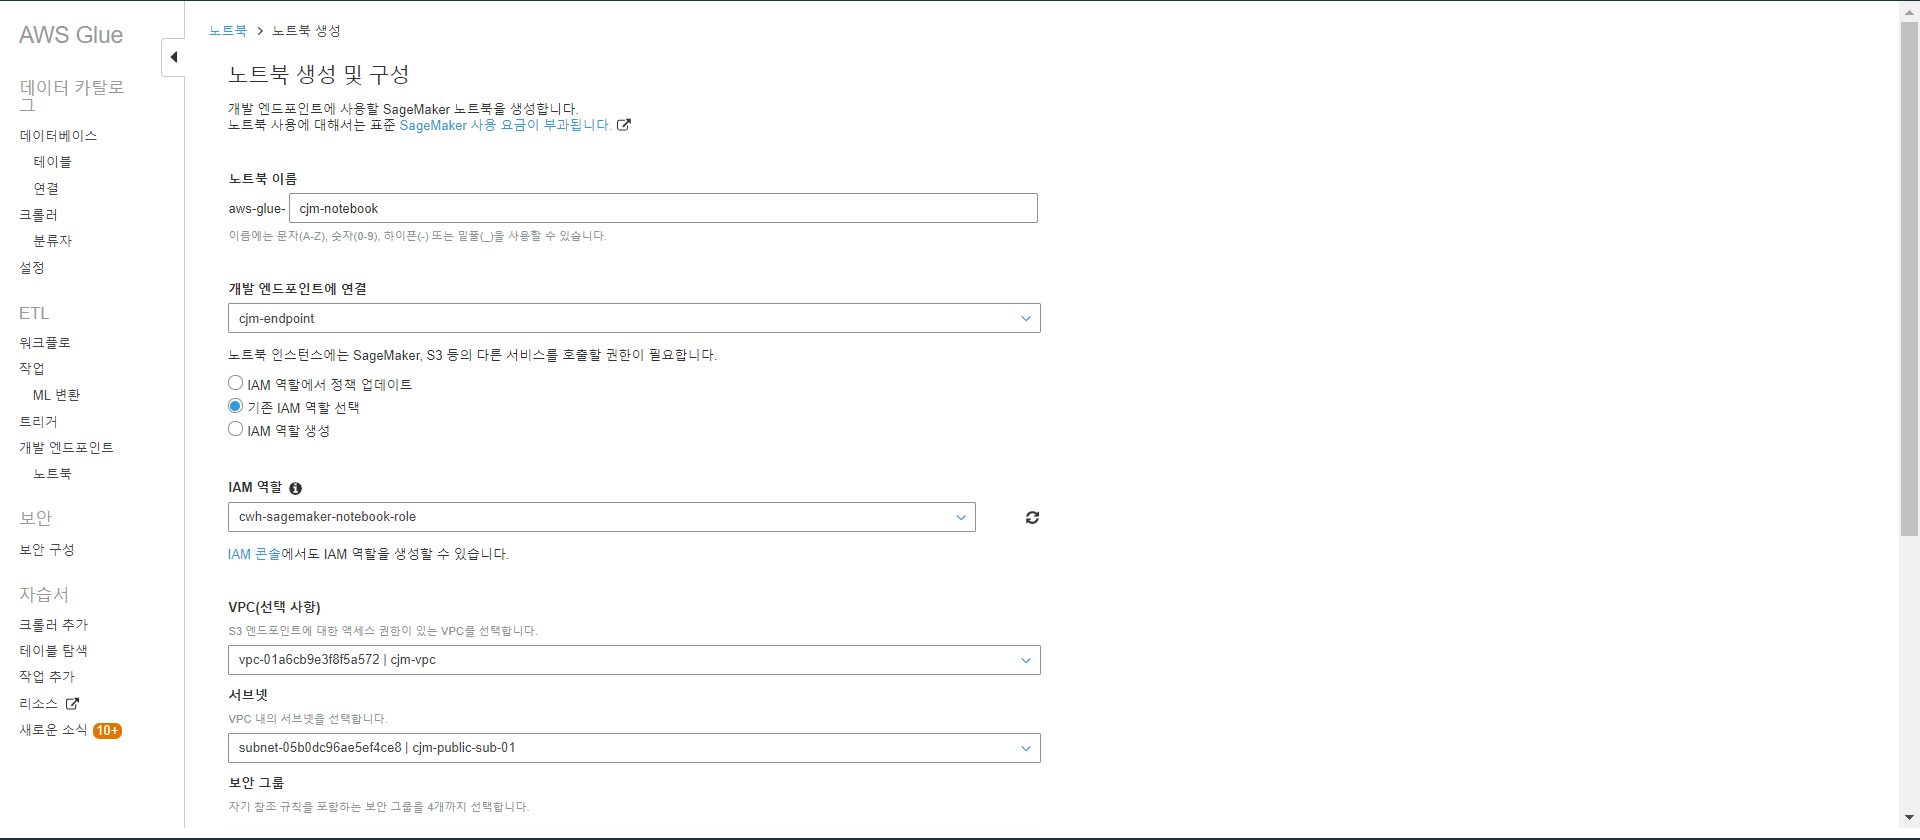 AWS Glue
데이터 카탈로
그
데이터베이스
테이블
연결
크롤러
분류자
설정
ETL
워크플로
작업
ML 변환
트리거
개발 엔드포인트
노트북
보안
보안 구성
자습서
크롤러 추가
테이블 탐색
작업 추가
리소스
새로운 소식 10+
노트북 > 노트북 생성
노트북 생성 및 구성
개발 엔드포인트에 사용할 SageMaker 노트북을 생성합니다.
노트북 사용에 대해서는 표준 SageMaker 사용 요금이 부과됩니다.
노트북 이름
aws-glue- cjm-notebook
이름에는 문자(A-Z), 숫자(0-9), 하이픈(-) 또는 밑줄(_)을 사용할 수 있습니다.
개발 엔드포인트에 연결
cjm-endpoint
노트북 인스턴스에는 SageMaker, S3 등의 다른 서비스를 호출할 권한이 필요합니다.
IAM 역할에서 정책 업데이트
기존 IAM 역할 선택
IAM 역할 생성
IAM 역할
cwh-sagemaker-notebook-role
IAM 콘솔에서도 IAM 역할을 생성할 수 있습니다.
VPC(선택 사항)
S3 엔드포인트에 대한 액세스 권한이 있는 VPC를 선택합니다.
vpc-01a6cb9e3f8f5a572 | cjm-vpc
서브넷
VPC 내의 서브넷을 선택합니다.
subnet-05b0dc96ae5ef4ce8 | cjm-public-sub-01
보안 그룹
자기 참조 규칙을 포함하는 보안 그룹을 4개까지 선택합니다.